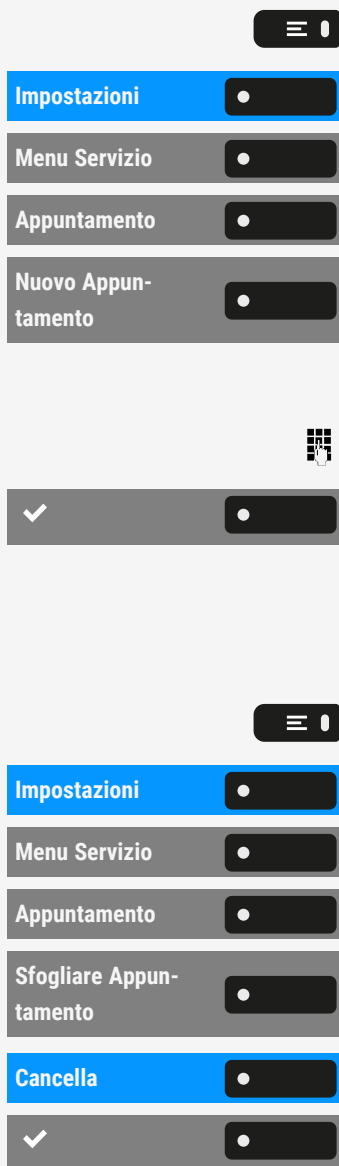 Impostazioni
Menu Servizio
Appuntamento
Nuovo Appun-
tamento
Impostazioni
Menu Servizio
Appuntamento
Sfogliare Appun-
tamento
Cancella